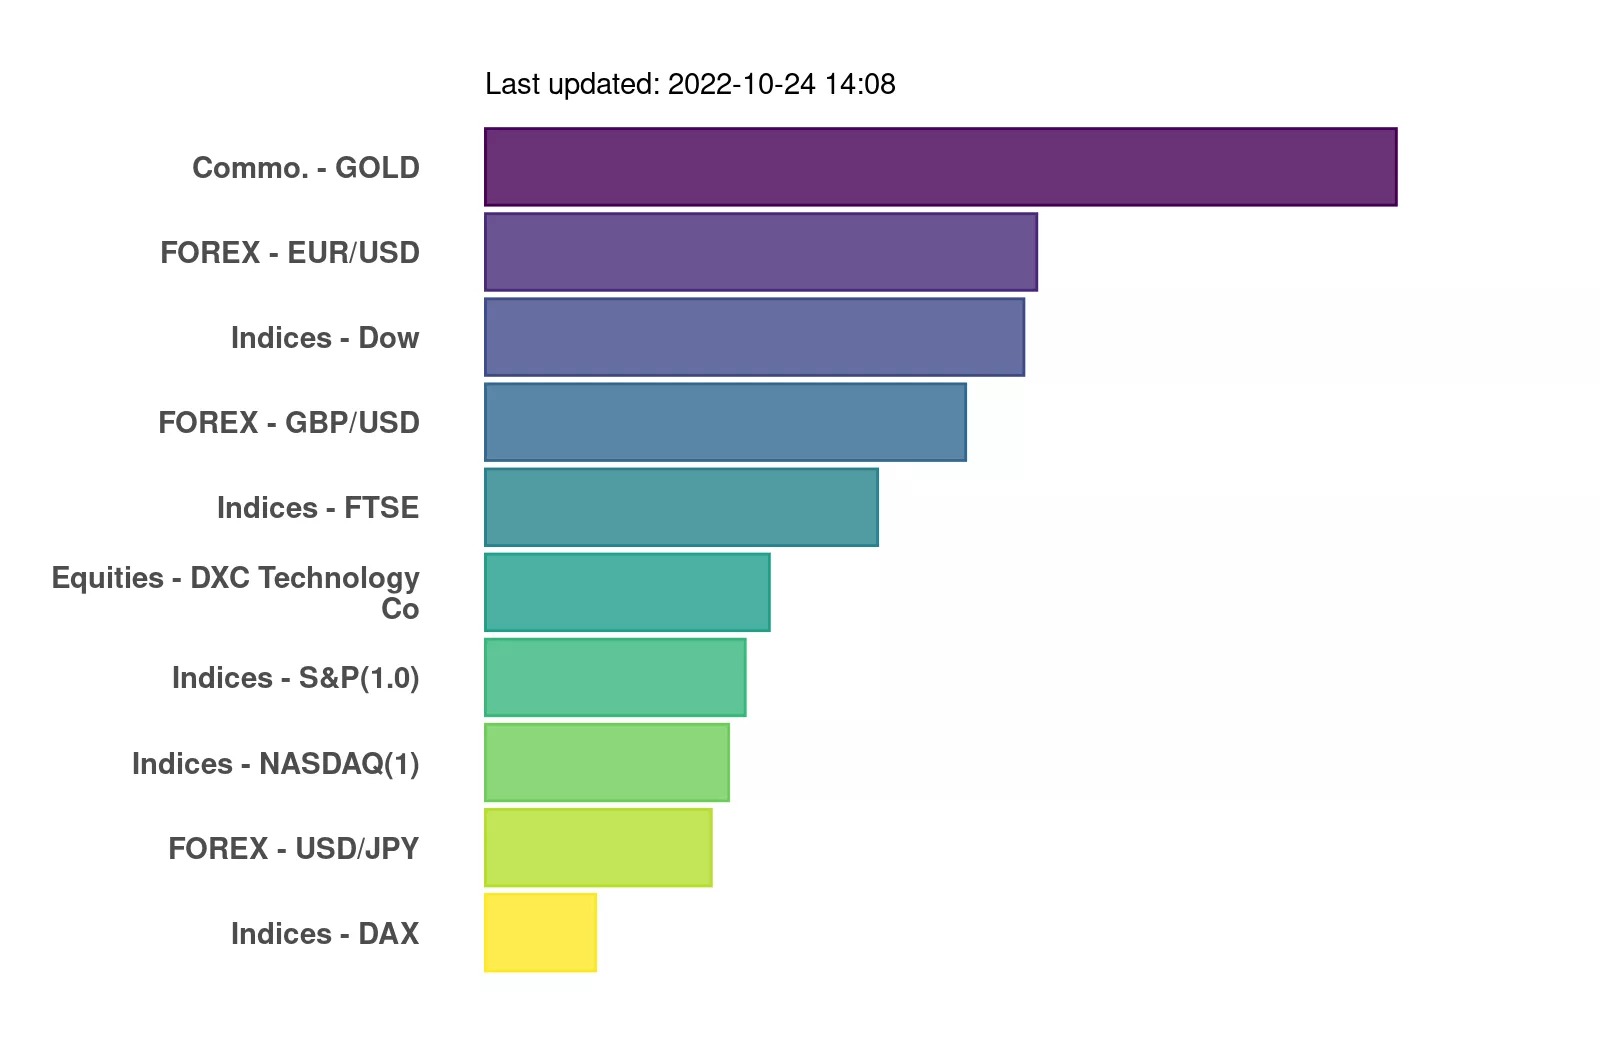 Last updated: 2022-10-24 14:08
Commo. - GOLD
FOREX - EUR/USD
Indices - Dow
FOREX - GBP/USD
Indices - FTSE
Equities - DXC Technology
Co
Indices - S&P(1.0)
Indices - NASDAQ(1)
FOREX - USD/JPY
Indices - DAX